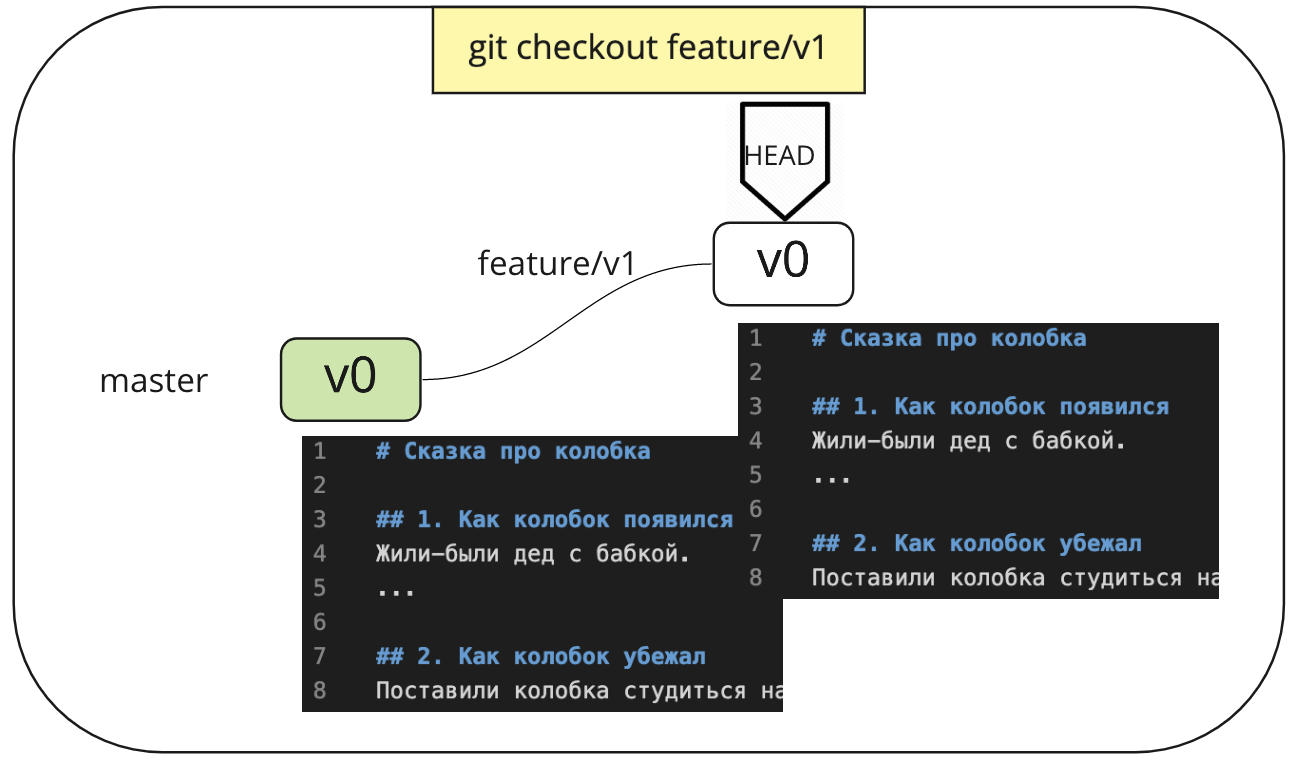 git checkout feature/v1
HEAD
v0
feature/v1
master
v0
1 # Сказка про колобка
2
3 ## 1. Как колобок появился
4 Жили-были дед с бабкой.
5 ...
6
7 ## 2. Как колобок убежал
8 Поставили колобка студиться на
1 # Сказка про колобка
2
3 ## 1. Как колобок появился
4 Жили-были дед с бабкой.
5 ...
6
7 ## 2. Как колобок убежал
8 Поставили колобка студиться на